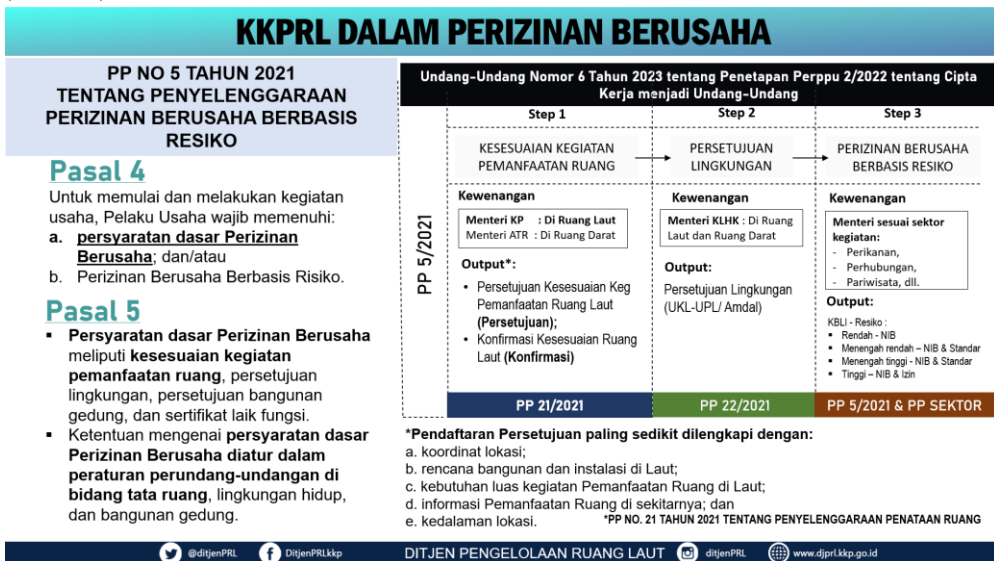 KKPRL DALAM PERIZINAN BERUSAHA
PP NO 5 TAHUN 2021
TENTANG PENYELENGGARAAN
PERIZINAN BERUSAHA BERBASIS
RESIKO
Pasal 4
Untuk memulai dan melakukan kegiatan
usaha, Pelaku Usaha wajib memenuhi:
a. persyaratan dasar Perizinan
Berusaha; dan/atau
b. Perizinan Berusaha Berbasis Risiko.
Pasal 5
▪ Persyaratan dasar Perizinan Berusaha
meliputi kesesuaian kegiatan
pemanfaatan ruang, persetujuan
lingkungan, persetujuan bangunan
gedung, dan sertifikat laik fungsi.
▪ Ketentuan mengenai persyaratan dasar
Perizinan Berusaha diatur dalam
peraturan perundang-undangan di
bidang tata ruang, lingkungan hidup,
dan bangunan gedung.
Undang-Undang Nomor 6 Tahun 2023 tentang Penetapan Perppu 2/2022 tentang Cipta
Kerja menjadi Undang-Undang
PP 5/2021
Step 1
KESESUAIAN KEGIATAN
PEMANFAATAN RUANG
Kewenangan
Menteri KP : Di Ruang Laut
Menteri ATR : Di Ruang Darat
Output*:
• Persetujuan Kesesuaian Keg
Pemanfaatan Ruang Laut
(Persetujuan);
• Konfirmasi Kesesuaian Ruang
Laut (Konfirmasi)
PP 21/2021
Step 2
PERSETUJUAN
LINGKUNGAN
Kewenangan
Menteri KLHK : Di Ruang
Laut dan Ruang Darat
Output:
Persetujuan Lingkungan
(UKL-UPL/ Amdal)
PP 22/2021
Step 3
PERIZINAN BERUSAHA
BERBASIS RESIKO
Kewenangan
Menteri sesuai sektor
kegiatan:
- Perikanan,
- Perhubungan,
- Pariwisata, dll.
Output:
KBLI - Resiko :
▪ Rendah - NIB
▪ Menengah rendah – NIB & Standar
▪ Menengah tinggi - NIB & Standar
▪ Tinggi – NIB & Izin
PP 5/2021 & PP SEKTOR
*Pendaftaran Persetujuan paling sedikit dilengkapi dengan:
a. koordinat lokasi;
b. rencana bangunan dan instalasi di Laut;
c. kebutuhan luas kegiatan Pemanfaatan Ruang di Laut;
d. informasi Pemanfaatan Ruang di sekitarnya; dan
e. kedalaman lokasi.
*PP NO. 21 TAHUN 2021 TENTANG PENYELENGGARAAN PENATAAN RUANG
@ditjenPRL DitjenPRLkkp DITJEN PENGELOLAAN RUANG LAUT ditjenPRL www.djprl.kkp.go.id